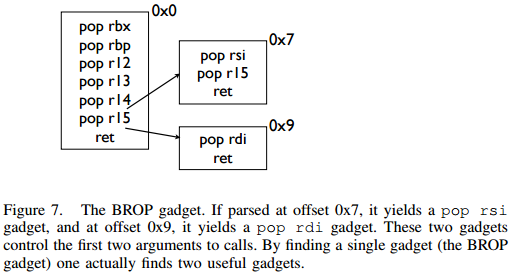 0x0
pop rbx
pop rbp
pop r12
pop r13
pop r14
pop r15
ret
0x7
pop rsi
pop r15
ret
0x9
pop rdi
ret
Figure 7. The BROP gadget. If parsed at offset 0x7, it yields a pop rsi
gadget, and at offset 0x9, it yields a pop rdi gadget. These two gadgets
control the first two arguments to calls. By finding a single gadget (the BROP
gadget) one actually finds two useful gadgets.